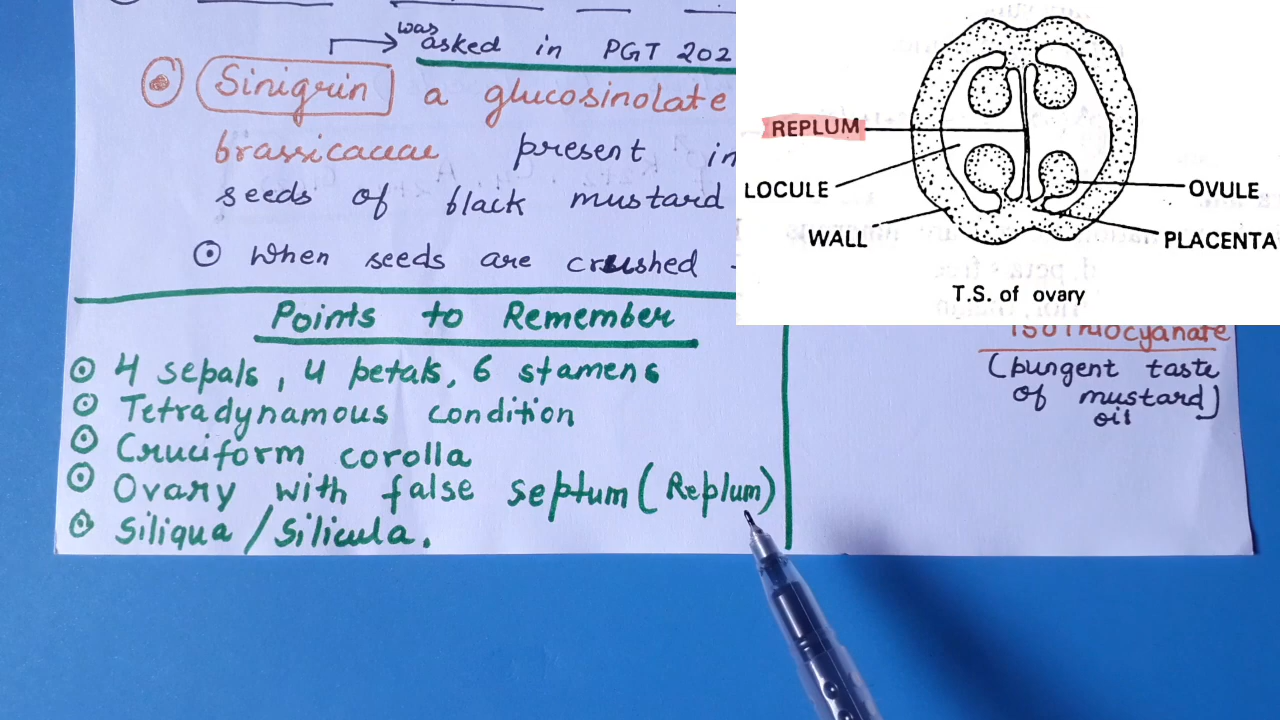 was
asked in PGT 202
Sinigrin a glucosinolate
brassicaceae present in
seeds of black mustard
when seeds are crushed
Points to Remember
4 sepals, 4 petals, 6 stamens
Tetradynamous condition
Cruciform corolla
Ovary with false septum (Replum)
Siliqua / Silicula.
REPLUM
LOCULE
WALL
OVULE
PLACENTA
T.S. of ovary
isothiocyanate
(pungent taste
of mustard)
oil